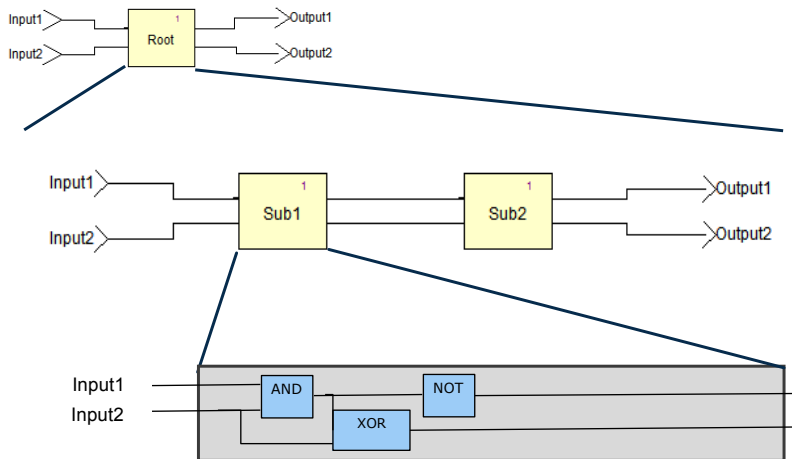 Input1
1
Output1
Root
Input2
Output2
Input1
1
1
Output1
Sub1
Sub2
Input2
Output2
Input1
AND
NOT
Input2
XOR